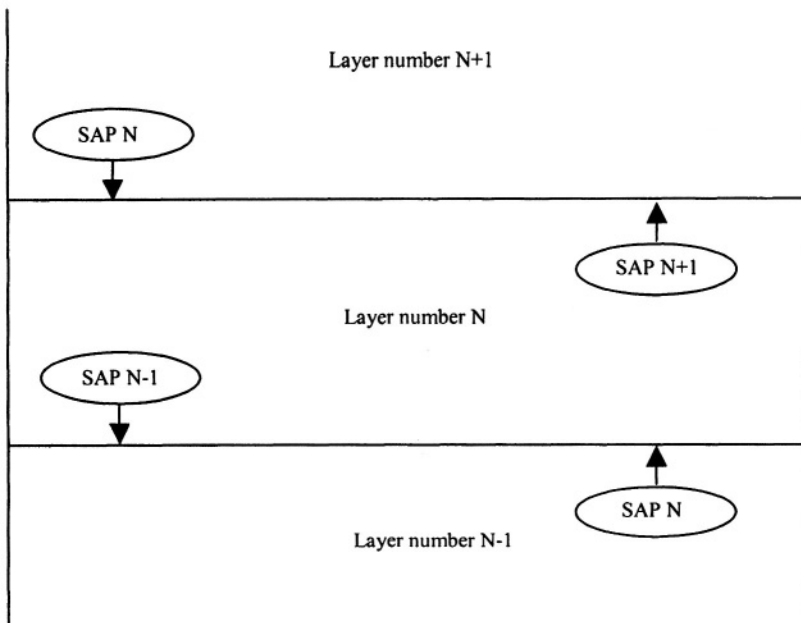 Layer number N+1
SAP N
SAP N+1
Layer number N
SAP N-1
SAP N
Layer number N-1